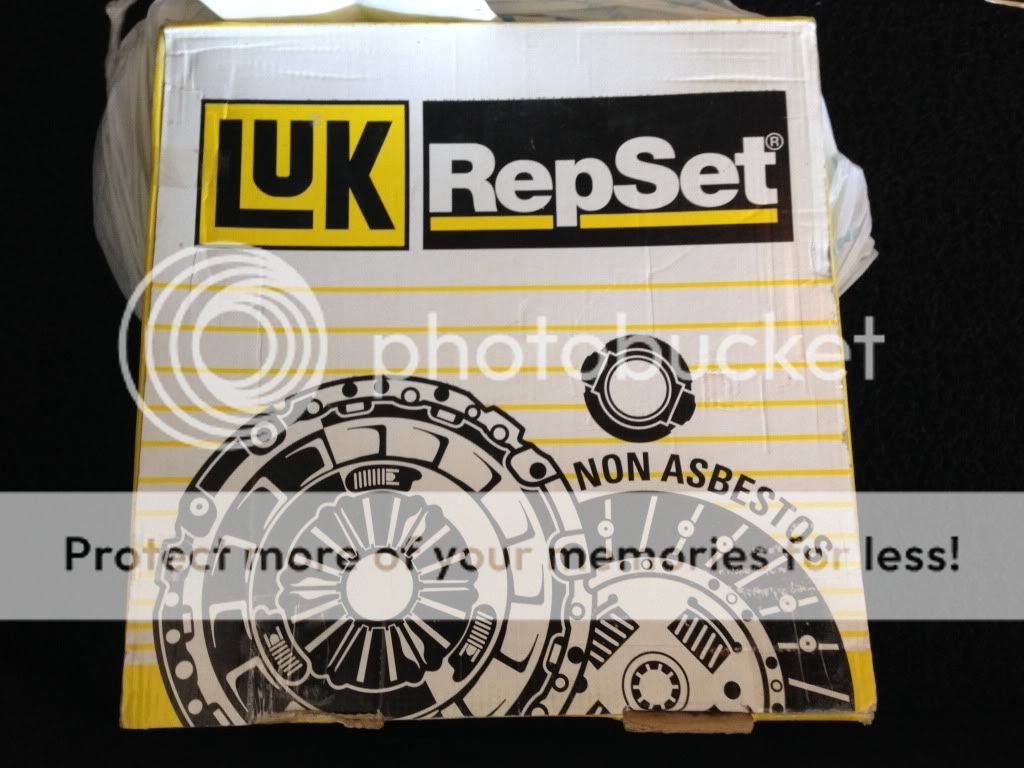 LUK
RepSet®
photobucket
NON ASBESTOS
Protect more of your memories for less!